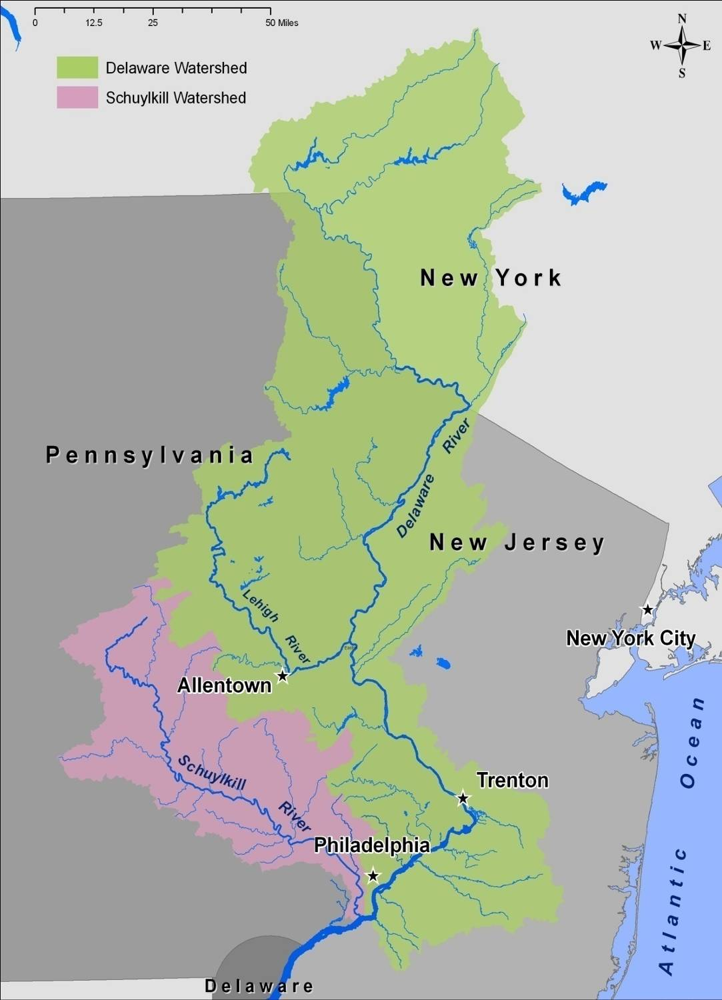 0 12.5 25 50 Miles
N
W E
S
Delaware Watershed
Schuylkill Watershed
New York
Pennsylvania
Delaware River
New Jersey
Lehigh River
New York City
Allentown
Schuylkill River
Trenton
Philadelphia
Atlantic Ocean
Delaware